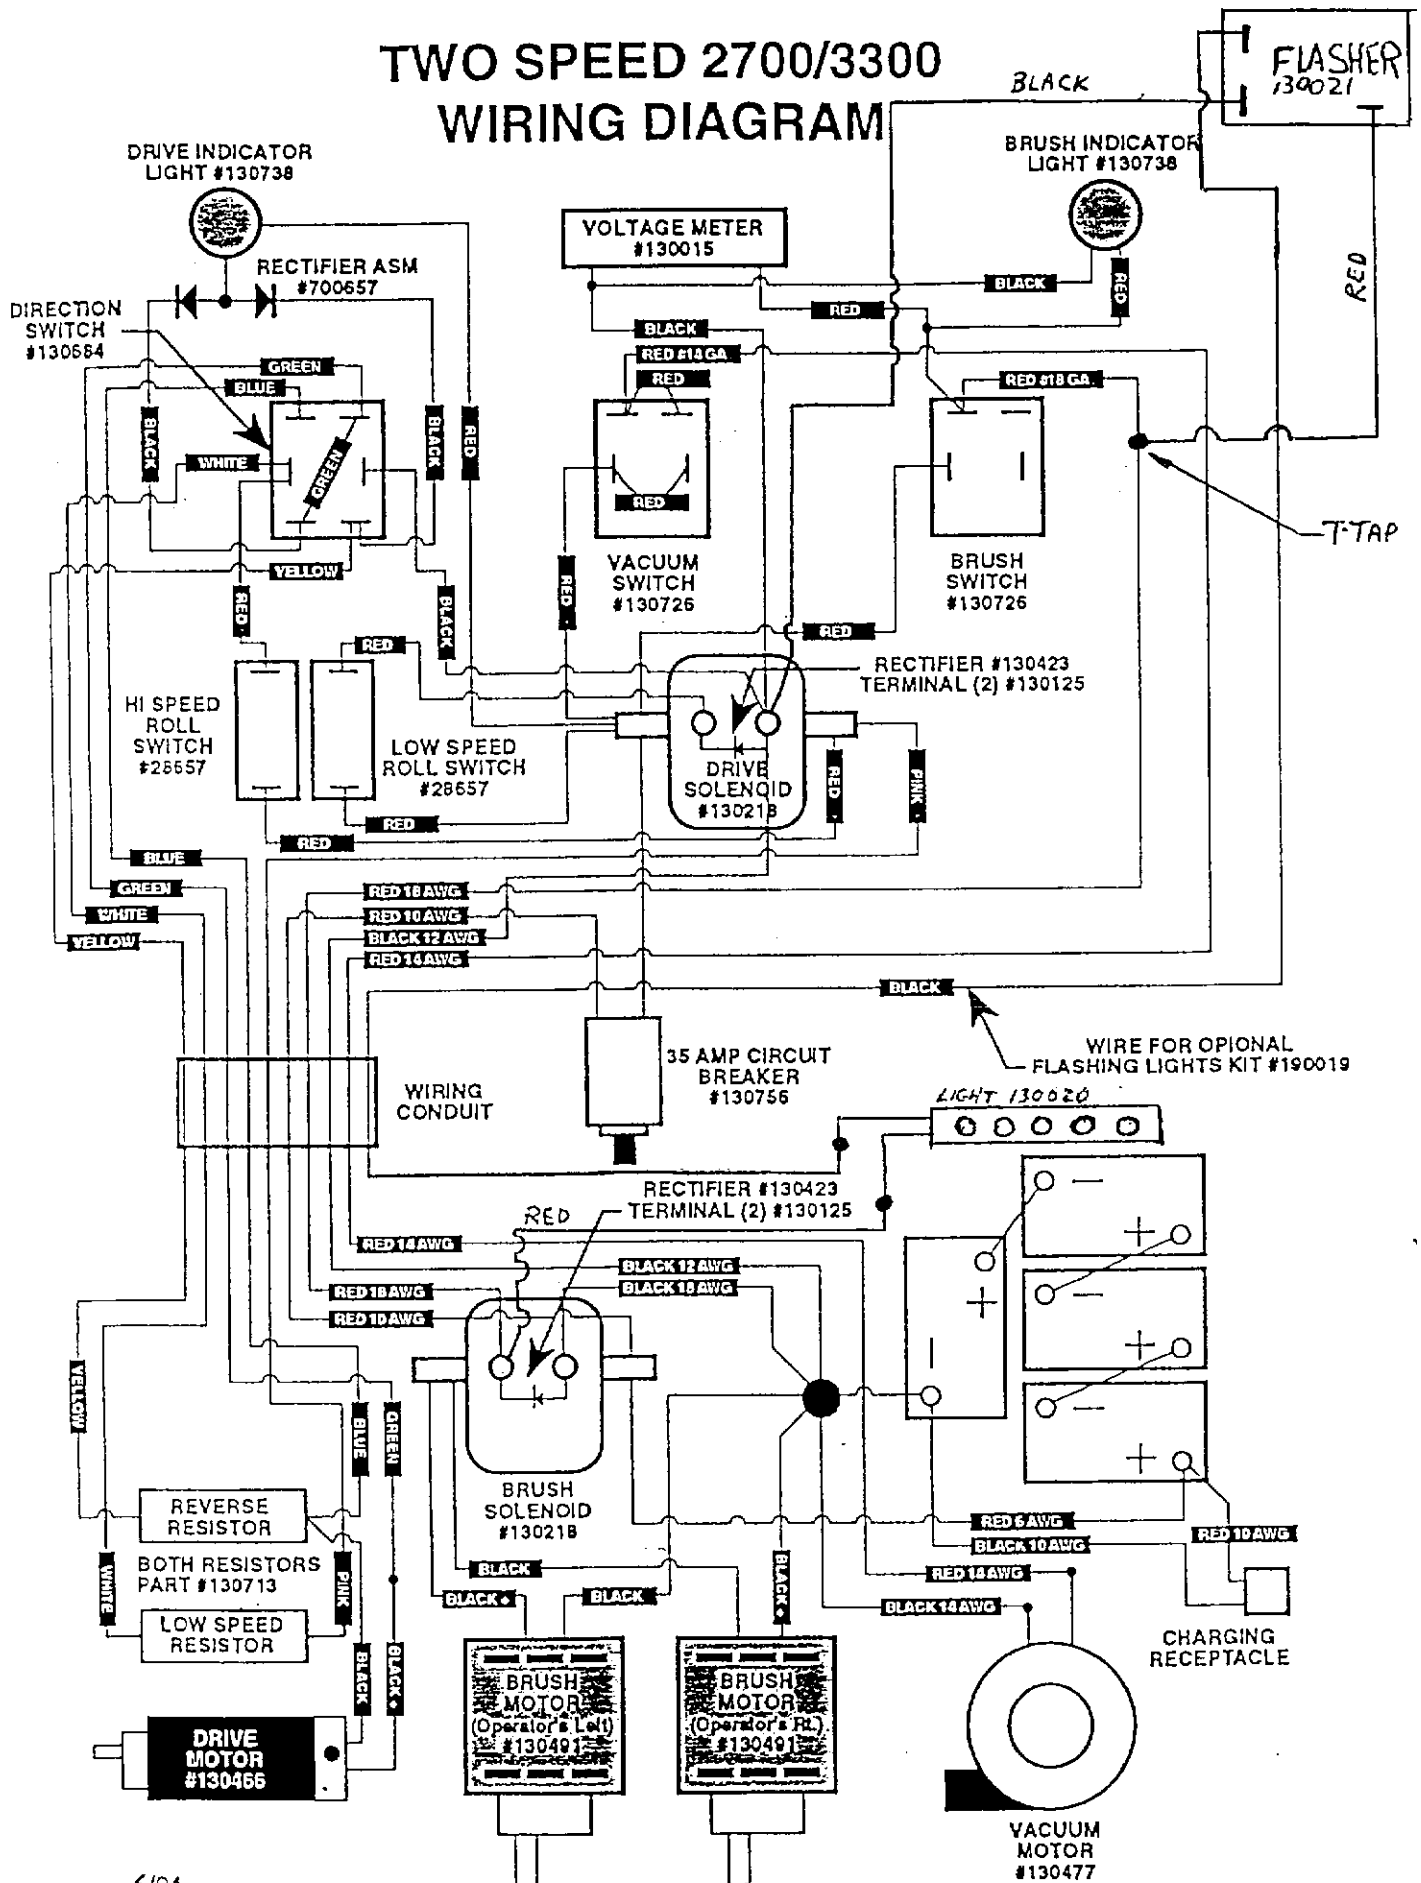 TWO SPEED 2700/3300
WIRING DIAGRAM
FLASHER
130021
BLACK
RED
DRIVE INDICATOR
LIGHT #130738
BRUSH INDICATOR
LIGHT #130738
VOLTAGE METER
#130015
RECTIFIER ASM
#700657
DIRECTION
SWITCH
#130684
BLACK
RED
RED
BLACK
RED #14 GA.
RED
RED #18 GA.
GREEN
BLUE
BLACK
WHITE
GREEN
BLACK
RED
RED
T-TAP
YELLOW
VACUUM
SWITCH
#130726
BRUSH
SWITCH
#130726
RED
RED
BLACK
RED
RED
RECTIFIER #130423
TERMINAL (2) #130125
HI SPEED
ROLL
SWITCH
#28657
LOW SPEED
ROLL SWITCH
#28657
DRIVE
SOLENOID
#130218
RED
PINK
RED
RED
BLUE
GREEN
WHITE
YELLOW
RED 18 AWG
RED 10 AWG
BLACK 12 AWG
RED 14 AWG
BLACK
WIRE FOR OPIONAL
FLASHING LIGHTS KIT #190019
35 AMP CIRCUIT
BREAKER
#130756
WIRING
CONDUIT
LIGHT 130020
RECTIFIER #130423
TERMINAL (2) #130125
RED
RED 14 AWG
BLACK 12 AWG
RED 18 AWG
BLACK 18 AWG
RED 10 AWG
+
—
—
+
—
+
—
+
YELLOW
BLUE
GREEN
BRUSH
SOLENOID
#130218
REVERSE
RESISTOR
RED 6 AWG
BLACK 10 AWG
RED 10 AWG
BOTH RESISTORS
PART #130713
WHITE
PINK
BLACK
BLACK +
BLACK
BLACK +
RED 14 AWG
BLACK 14 AWG
LOW SPEED
RESISTOR
BLACK
BLACK +
CHARGING
RECEPTACLE
DRIVE
MOTOR
#130466
BRUSH
MOTOR
(Operator's Left)
#130491
BRUSH
MOTOR
(Operator's Rt.)
#130491
VACUUM
MOTOR
#130477